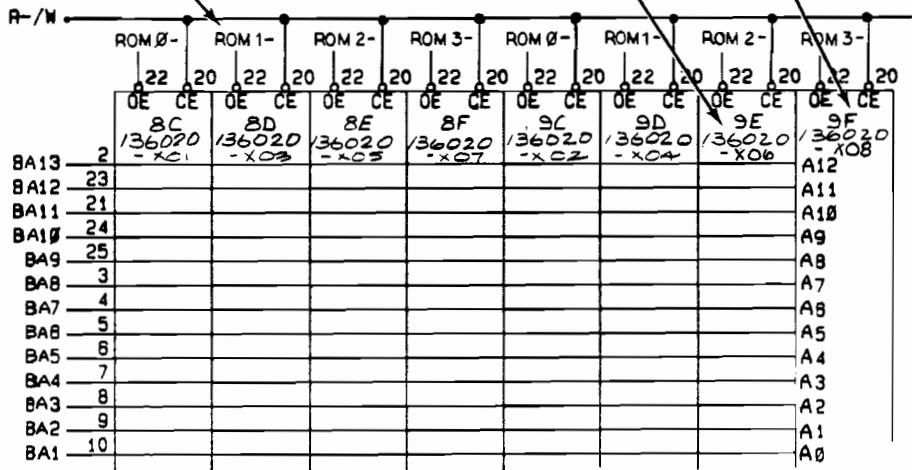 R-/W
ROM Ø- ROM 1- ROM 2- ROM 3- ROM Ø- ROM 1- ROM 2- ROM 3-
22 20 22 20 22 20 22 20 22 20 22 20 22 20 22 20
OE CE OE CE OE CE OE CE OE CE OE CE OE CE OE CE
8C 8D 8E 8F 9C 9D 9E 9F
136020 136020 136020 136020 136020 136020 136020 136020
-X01 -X03 -X05 -X07 -X02 -X04 -X06 -X08
BA13 2 A12
BA12 23 A11
BA11 21 A1Ø
BA1Ø 24 A9
BA9 25 A8
BA8 3 A7
BA7 4 A6
BA6 5 A5
BA5 6 A4
BA4 7 A3
BA3 8 A2
BA2 9 A1
BA1 10 AØ